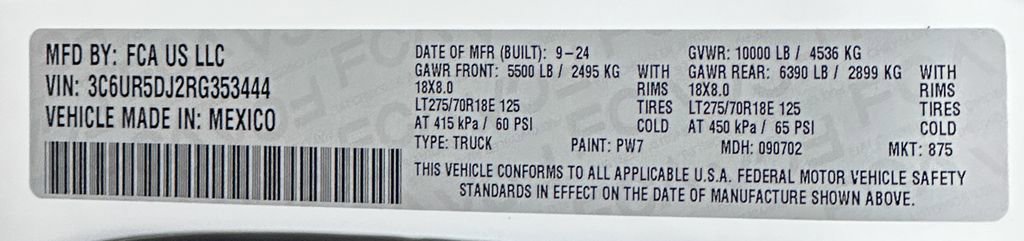 MFD BY: FCA US LLC
VIN: 3C6UR5DJ2RG353444
VEHICLE MADE IN: MEXICO
DATE OF MFR (BUILT): 9-24
GAWR FRONT: 5500 LB / 2495 KG WITH
18X8.0 RIMS
LT275/70R18E 125 TIRES
AT 415 kPa / 60 PSI COLD
TYPE: TRUCK PAINT: PW7
GVWR: 10000 LB / 4536 KG
GAWR REAR: 6390 LB / 2899 KG WITH
18X8.0 RIMS
LT275/70R18E 125 TIRES
AT 450 kPa / 65 PSI COLD
MDH: 090702 MKT: 875
THIS VEHICLE CONFORMS TO ALL APPLICABLE U.S.A. FEDERAL MOTOR VEHICLE SAFETY
STANDARDS IN EFFECT ON THE DATE OF MANUFACTURE SHOWN ABOVE.